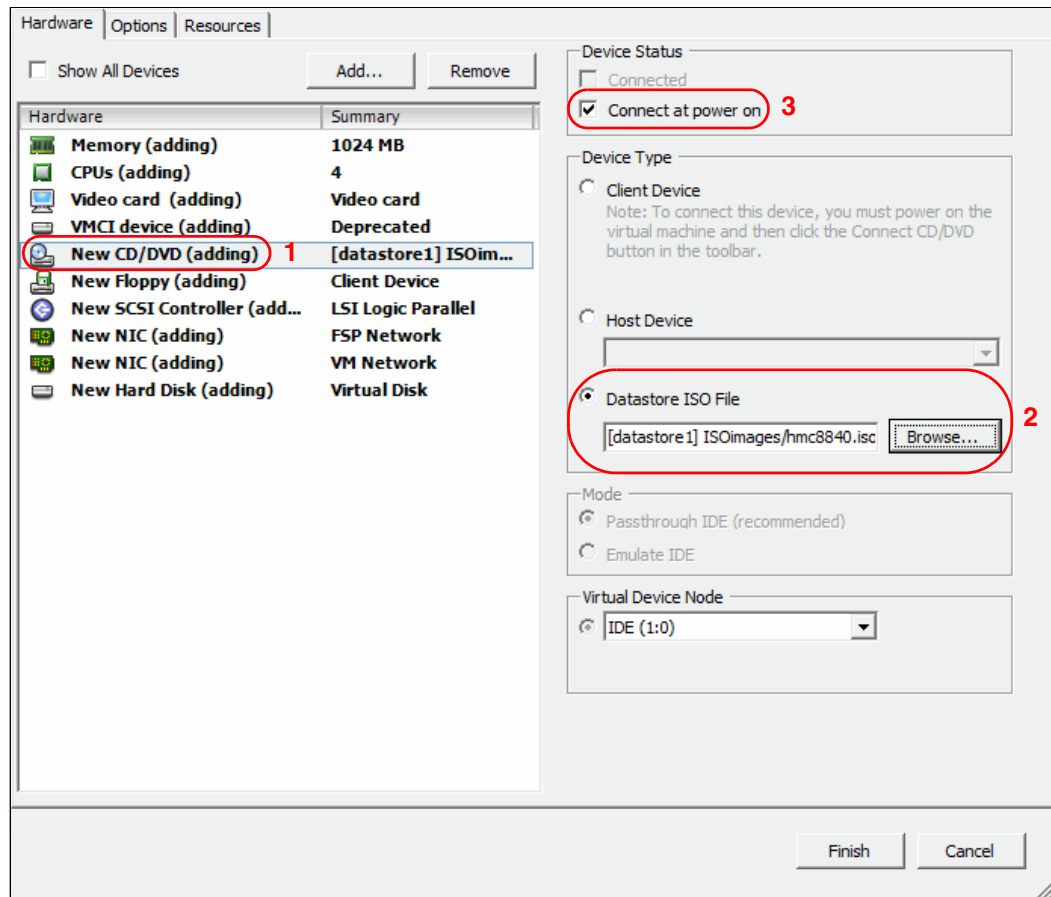 Hardware Options Resources
Show All Devices Add... Remove
Hardware Summary
Memory (adding) 1024 MB
CPUs (adding) 4
Video card (adding) Video card
VMCI device (adding) Deprecated
New CD/DVD (adding) 1 [datastore1] ISOim...
New Floppy (adding) Client Device
New SCSI Controller (add... LSI Logic Parallel
New NIC (adding) FSP Network
New NIC (adding) VM Network
New Hard Disk (adding) Virtual Disk
Device Status
Connected
Connect at power on 3
Device Type
Client Device
Note: To connect this device, you must power on the
virtual machine and then click the Connect CD/DVD
button in the toolbar.
Host Device
Datastore ISO File
2
[datastore1] ISOimages/hmc8840.iso Browse...
Mode
Passthrough IDE (recommended)
Emulate IDE
Virtual Device Node
IDE (1:0)
Finish Cancel